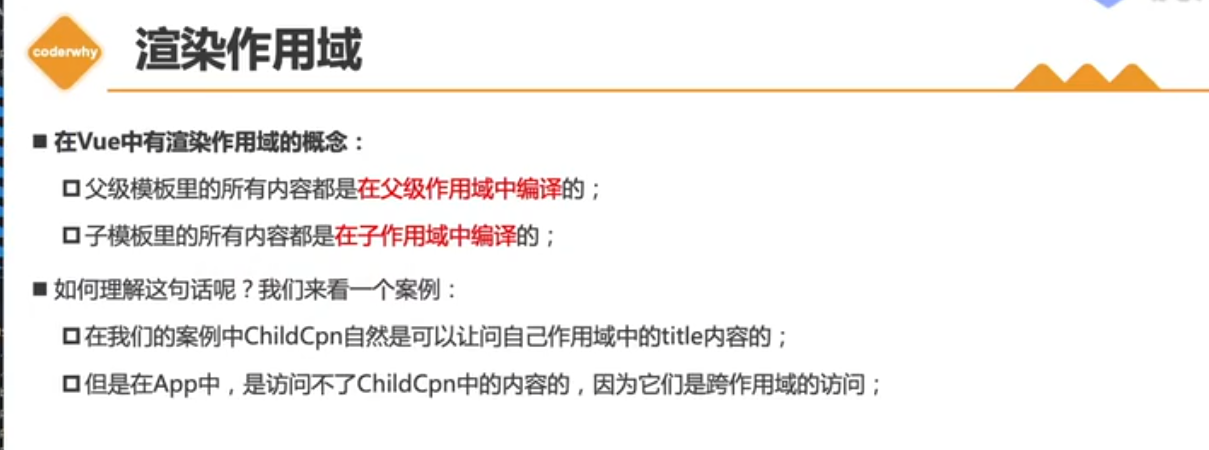 coderwhy
渲染作用域
在Vue中有渲染作用域的概念：
父级模板里的所有内容都是在父级作用域中编译的；
子模板里的所有内容都是在子作用域中编译的；
如何理解这句话呢？我们来看一个案例：
在我们的案例中ChildCpn自然是可以让问自己作用域中的title内容的；
但是在App中，是访问不了ChildCpn中的内容的，因为它们是跨作用域的访问；